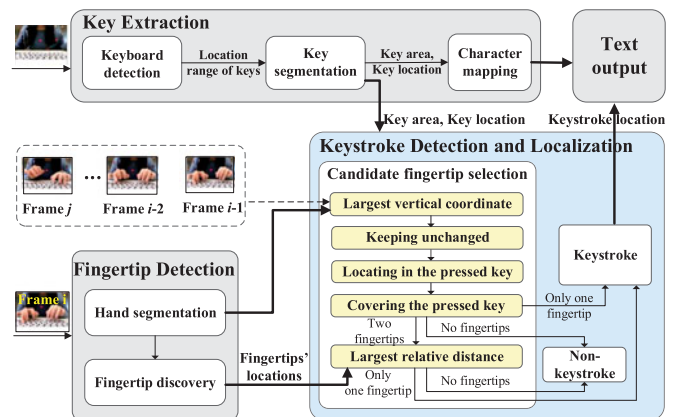 Key Extraction
Keyboard
detection
Location
range of keys
Key
segmentation
Key area,
Key location
Character
mapping
Text
output
Key area, Key location
Keystroke location
Keystroke Detection and Localization
Candidate fingertip selection
Frame j
...
Frame i-2
Frame i-1
Largest vertical coordinate
Keeping unchanged
Locating in the pressed key
Covering the pressed key
Largest relative distance
Keystroke
Only one
fingertip
Two
fingertips
No fingertips
Non-
keystroke
Only
one fingertip
No fingertips
Fingertip Detection
Frame i
Hand segmentation
Fingertip discovery
Fingertips'
locations